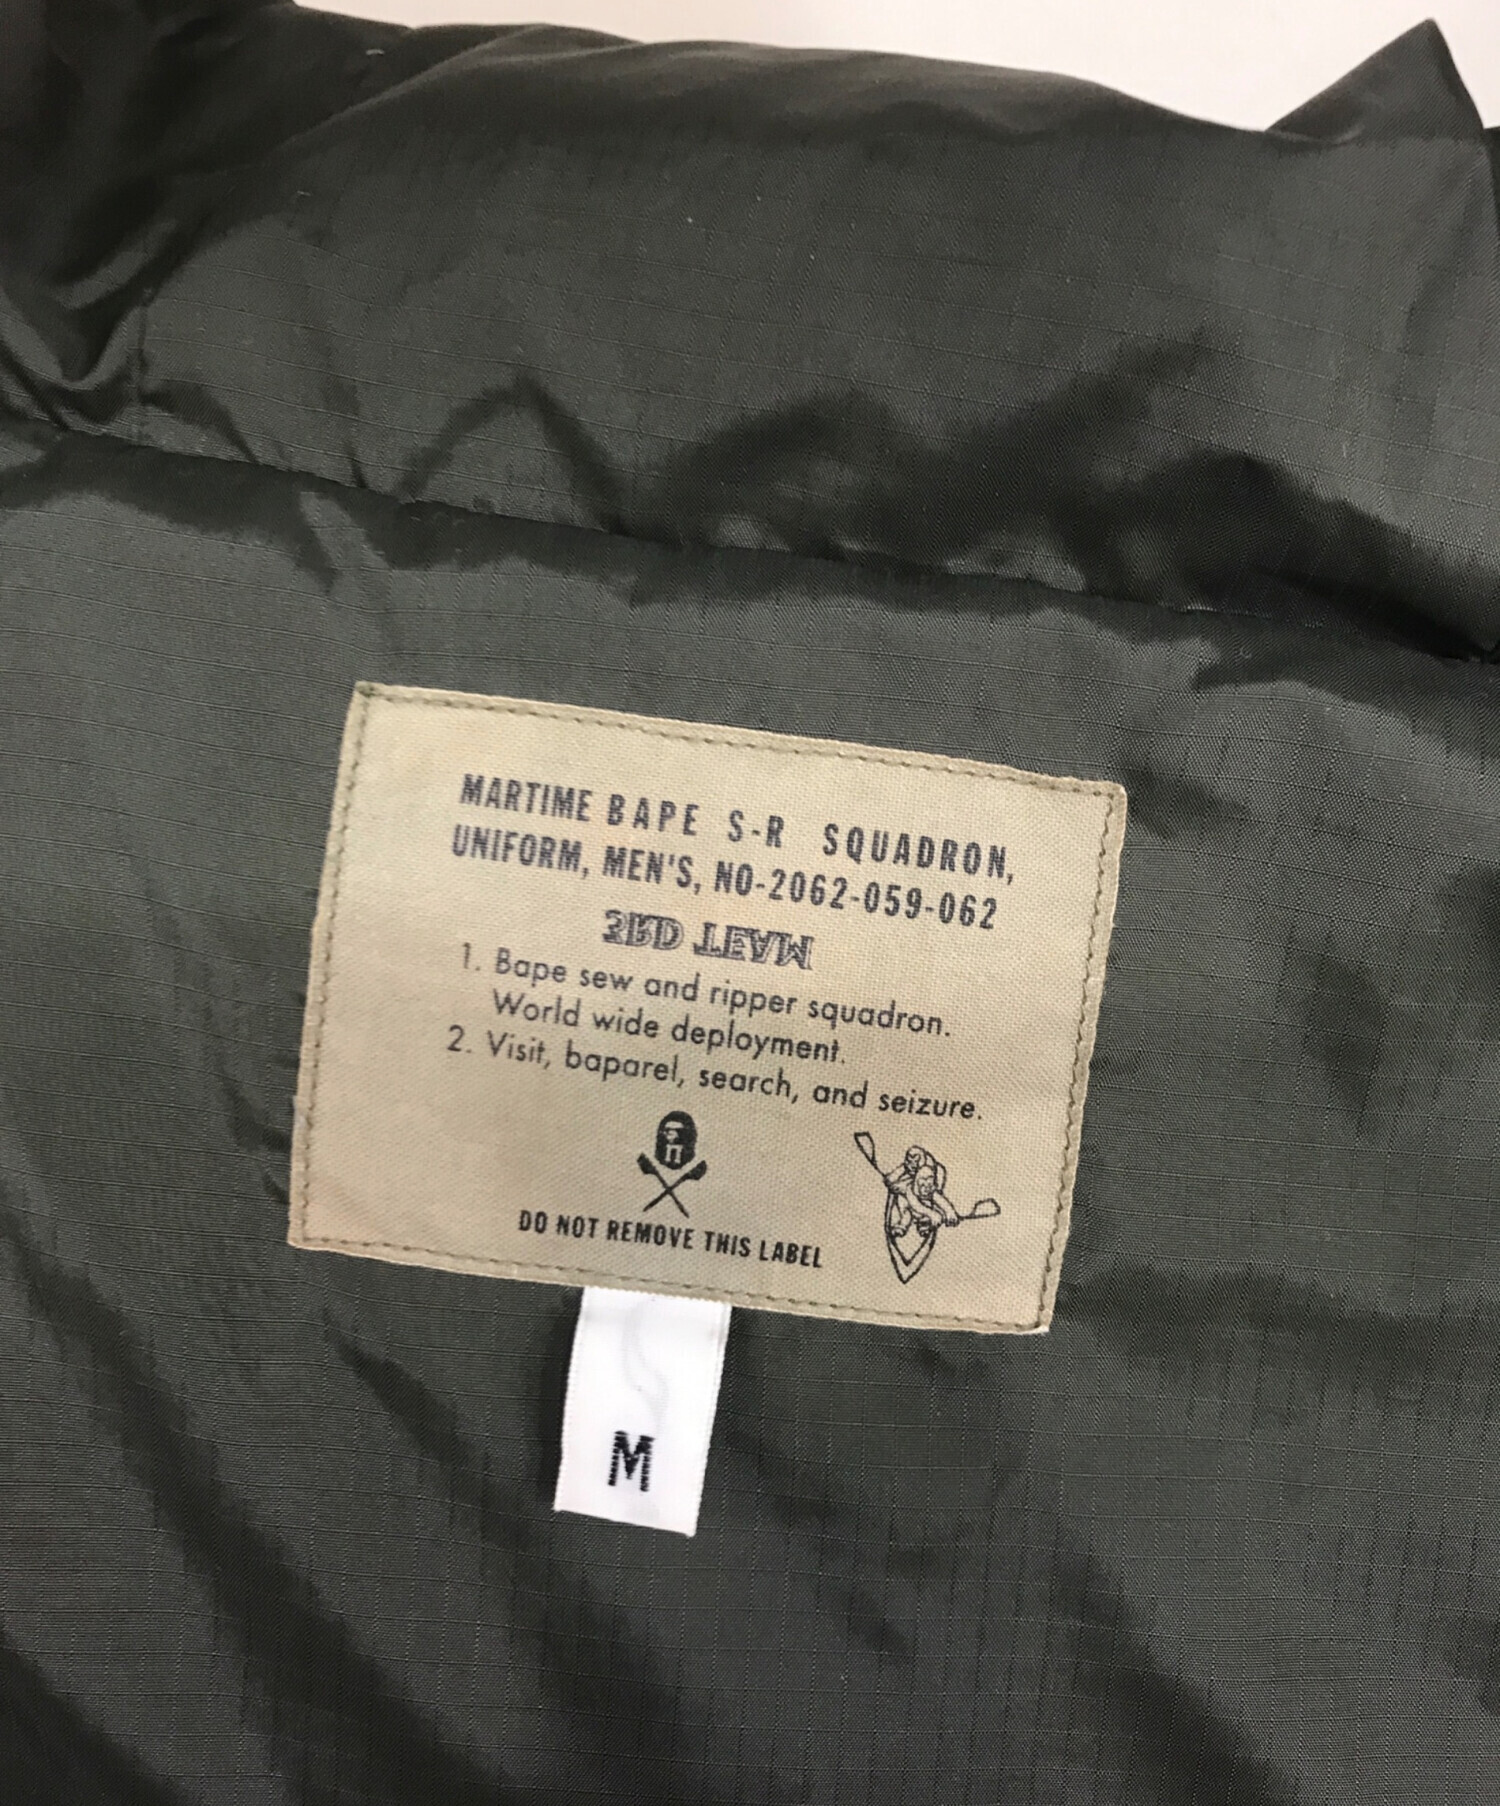 MARTIME BAPE S-R SQUADRON,
UNIFORM, MEN'S, NO-2062-059-062
3RD TEAM
1. Bape sew and ripper squadron.
World wide deployment.
2. Visit, baparel, search, and seizure.
DO NOT REMOVE THIS LABEL
M